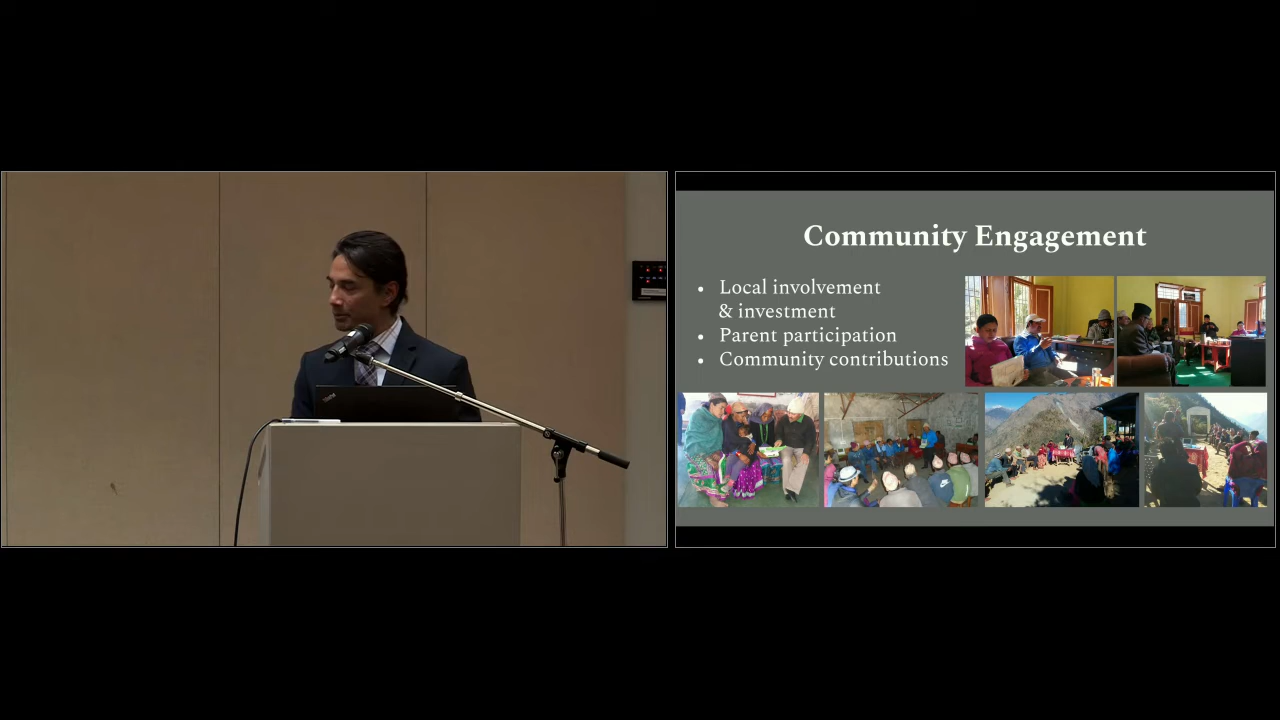 Community Engagement
• Local involvement
& investment
• Parent participation
• Community contributions